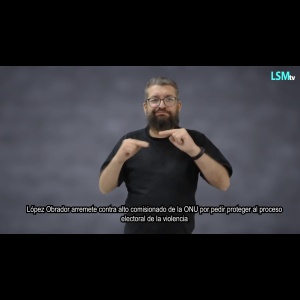 LSMtv
López Obrador arremete contra alto comisionado de la ONU por pedir proteger al proceso
electoral de la violencia